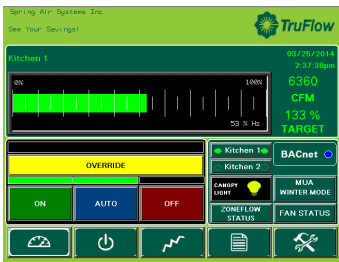 Spring Air Systems Inc
See Your Savings!
TruFlow
Kitchen 1
03/25/2014
2:37:38pm
0%
100%
53 % Hz
6360
CFM
133 %
TARGET
OVERRIDE
ON
AUTO
OFF
Kitchen 1
Kitchen 2
BACnet
CANOPY
LIGHT
MUA
WINTER MODE
ZONEFLOW
STATUS
FAN STATUS